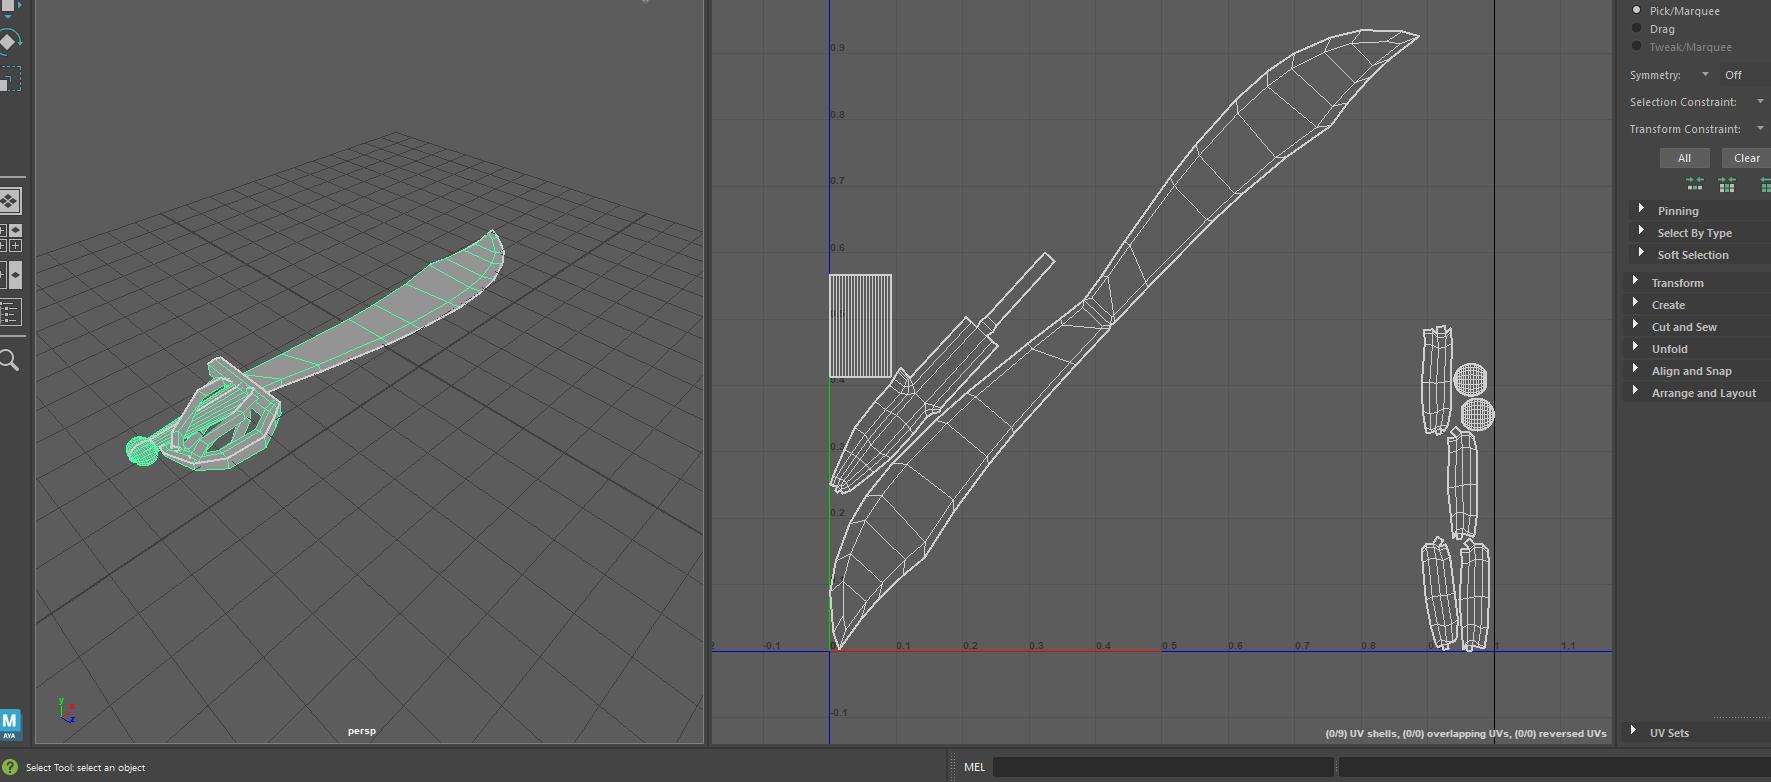 Pick/Marquee
Drag
Tweak/Marquee
Symmetry: Off
Selection Constraint:
Transform Constraint:
All Clear
Pinning
Select By Type
Soft Selection
Transform
Create
Cut and Sew
Unfold
Align and Snap
Arrange and Layout
UV Sets
0.9
0.8
0.7
0.6
0.4
0.3
0.2
-0.1 0.1 0.2 0.3 0.4 0.5 0.6 0.7 0.8 1 1.1
-0.1
(0/9) UV shells, (0/0) overlapping UVs, (0/0) reversed UVs
y
z
persp
M
AYA
? Select Tool: select an object
MEL